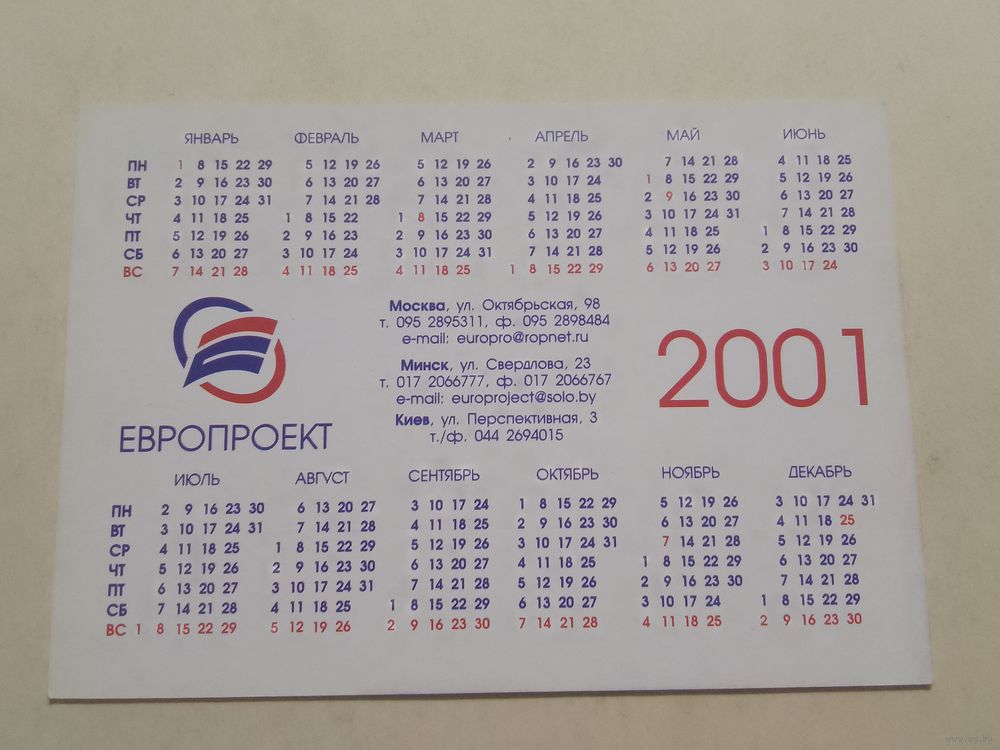 ЯНВАРЬ ФЕВРАЛЬ МАРТ АПРЕЛЬ МАЙ ИЮНЬ
ПН 1 8 15 22 29 5 12 19 26 5 12 19 26 2 9 16 23 30 7 14 21 28 4 11 18 25
ВТ 2 9 16 23 30 6 13 20 27 6 13 20 27 3 10 17 24 1 8 15 22 29 5 12 19 26
СР 3 10 17 24 31 7 14 21 28 7 14 21 28 4 11 18 25 2 9 16 23 30 6 13 20 27
ЧТ 4 11 18 25 1 8 15 22 1 8 15 22 29 5 12 19 26 3 10 17 24 31 7 14 21 28
ПТ 5 12 19 26 2 9 16 23 2 9 16 23 30 6 13 20 27 4 11 18 25 1 8 15 22 29
СБ 6 13 20 27 3 10 17 24 3 10 17 24 31 7 14 21 28 5 12 19 26 2 9 16 23 30
ВС 7 14 21 28 4 11 18 25 4 11 18 25 1 8 15 22 29 6 13 20 27 3 10 17 24
Москва, ул. Октябрьская, 98
т. 095 2895311, ф. 095 2898484
e-mail: europro@ropnet.ru
Минск, ул. Свердлова, 23
т. 017 2066777, ф. 017 2066767
e-mail: europroject@solo.by
Киев, ул. Перспективная, 3
т./ф. 044 2694015
2001
ЕВРОПРОЕКТ
ИЮЛЬ АВГУСТ СЕНТЯБРЬ ОКТЯБРЬ НОЯБРЬ ДЕКАБРЬ
ПН 2 9 16 23 30 6 13 20 27 3 10 17 24 1 8 15 22 29 5 12 19 26 3 10 17 24 31
ВТ 3 10 17 24 31 7 14 21 28 4 11 18 25 2 9 16 23 30 6 13 20 27 4 11 18 25
СР 4 11 18 25 1 8 15 22 29 5 12 19 26 3 10 17 24 31 7 14 21 28 5 12 19 26
ЧТ 5 12 19 26 2 9 16 23 30 6 13 20 27 4 11 18 25 1 8 15 22 29 6 13 20 27
ПТ 6 13 20 27 3 10 17 24 31 7 14 21 28 5 12 19 26 2 9 16 23 30 7 14 21 28
СБ 7 14 21 28 4 11 18 25 1 8 15 22 29 6 13 20 27 3 10 17 24 1 8 15 22 29
ВС 1 8 15 22 29 5 12 19 26 2 9 16 23 30 7 14 21 28 4 11 18 25 2 9 16 23 30